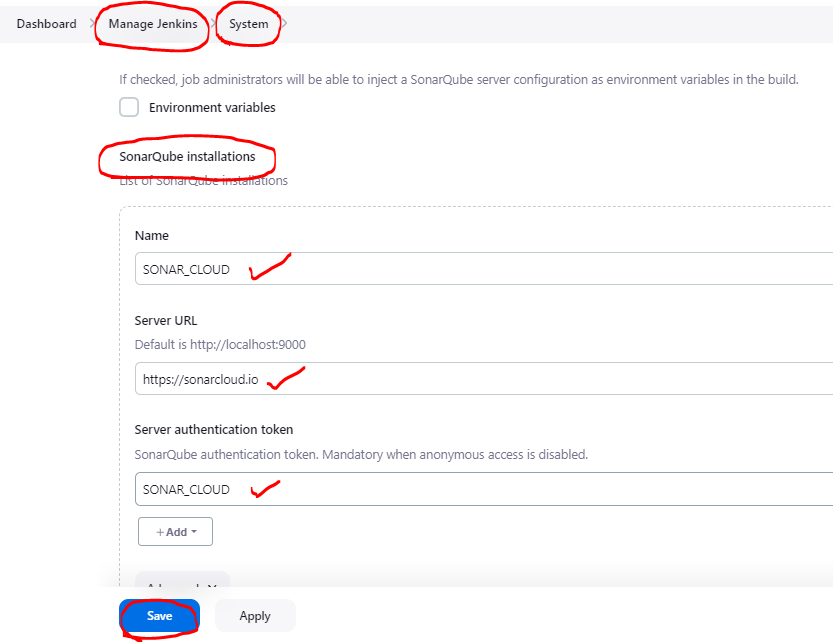 Dashboard > Manage Jenkins > System >
If checked, job administrators will be able to inject a SonarQube server configuration as environment variables in the build.
Environment variables
SonarQube installations
List of SonarQube installations
Name
SONAR_CLOUD
Server URL
Default is http://localhost:9000
https://sonarcloud.io
Server authentication token
SonarQube authentication token. Mandatory when anonymous access is disabled.
SONAR_CLOUD
+ Add
Save Apply